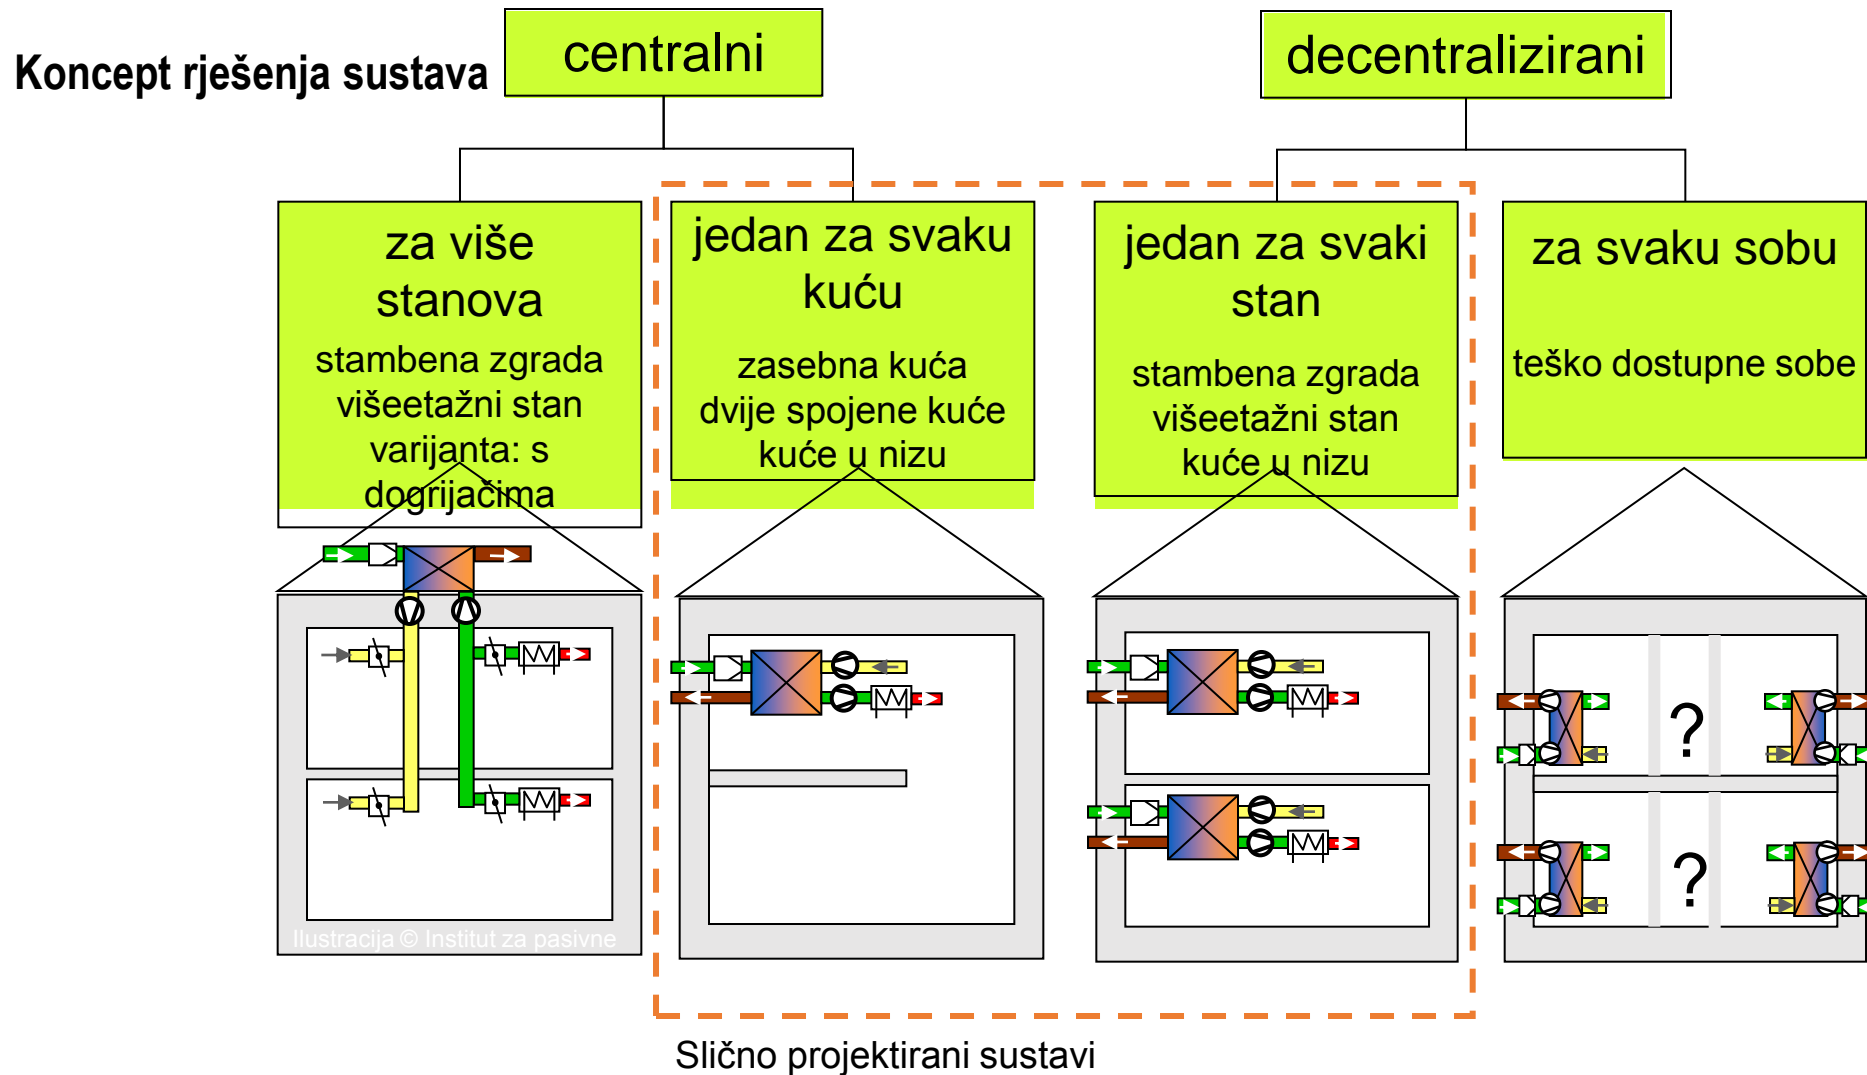 Koncept rješenja sustava
centralni
decentralizirani
za više
stanova
stambena zgrada
višeetažni stan
varijanta: s
dogrijačima
jedan za svaku
kuću
zasebna kuća
dvije spojene kuće
kuće u nizu
jedan za svaki
stan
stambena zgrada
višeetažni stan
kuće u nizu
za svaku sobu
teško dostupne sobe
?
?
Ilustracija © Institut za pasivne
Slično projektirani sustavi